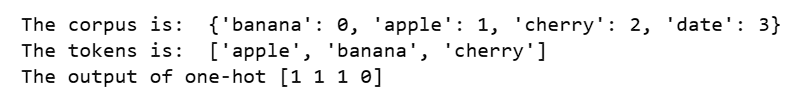 The corpus is:  {'banana': 0, 'apple': 1, 'cherry': 2, 'date': 3}
The tokens is:  ['apple', 'banana', 'cherry']
The output of one-hot [1 1 1 0]